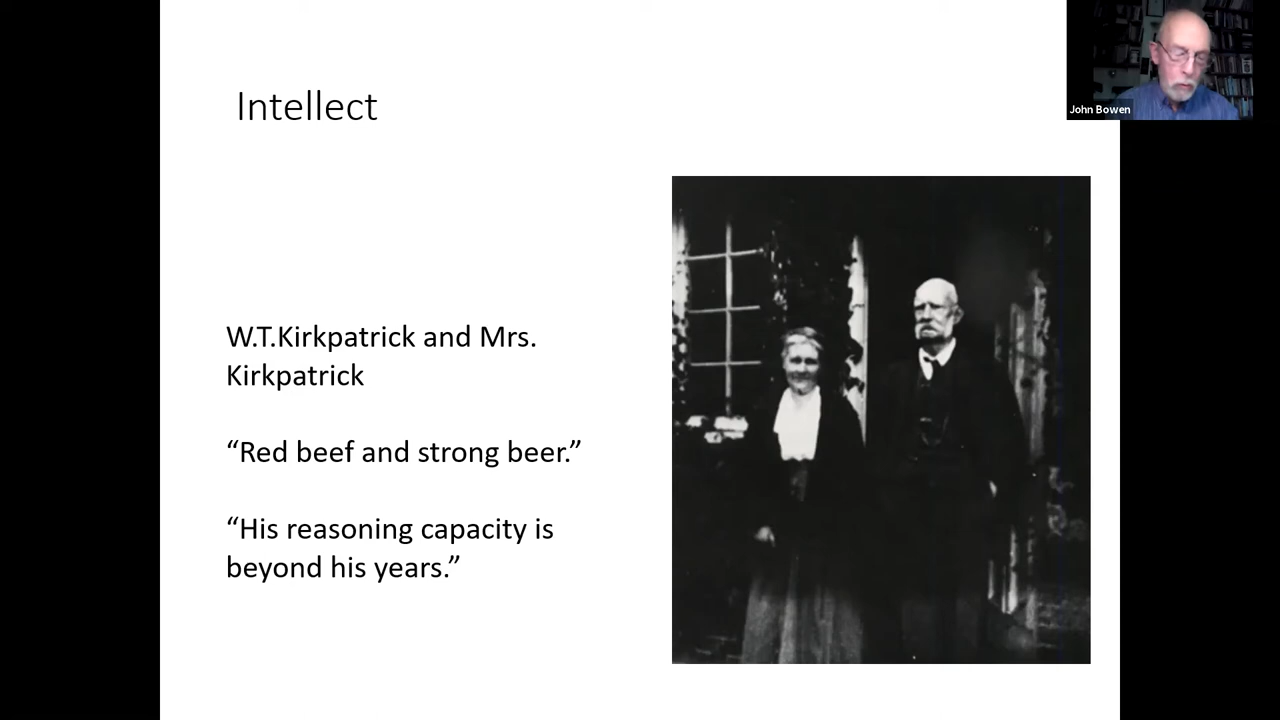 Intellect
John Bowen
W.T.Kirkpatrick and Mrs.
Kirkpatrick
“Red beef and strong beer.”
“His reasoning capacity is
beyond his years.”